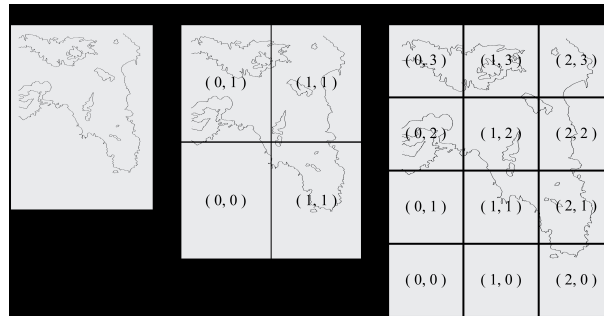 ( 0, 1 ) ( 1, 1 )
( 0, 0 ) ( 1, 1 )
( 0, 3 ) ( 1, 3 ) ( 2, 3 )
( 0, 2 ) ( 1, 2 ) ( 2, 2 )
( 0, 1 ) ( 1, 1 ) ( 2, 1 )
( 0, 0 ) ( 1, 0 ) ( 2, 0 )